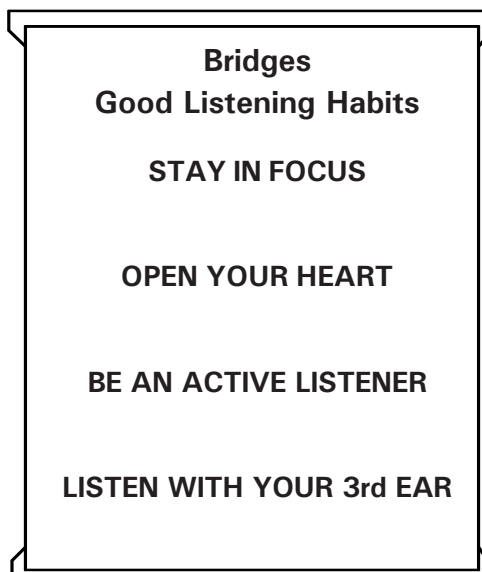 Bridges
Good Listening Habits
STAY IN FOCUS
OPEN YOUR HEART
BE AN ACTIVE LISTENER
LISTEN WITH YOUR 3rd EAR